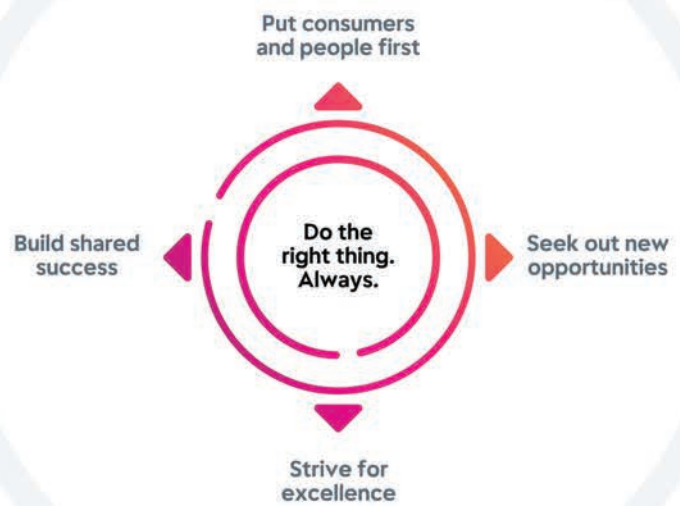 Put consumers
and people first
Do the
right thing.
Always.
Build shared
success
Seek out new
opportunities
Strive for
excellence